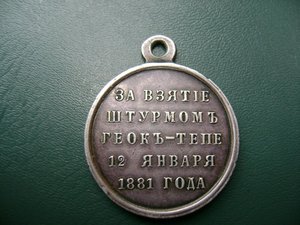 ЗА ВЗЯТІЕ
ШТУРМОМЪ
ГЕОКЪ-ТЕПЕ
12 ЯНВАРЯ
1881 ГОДА